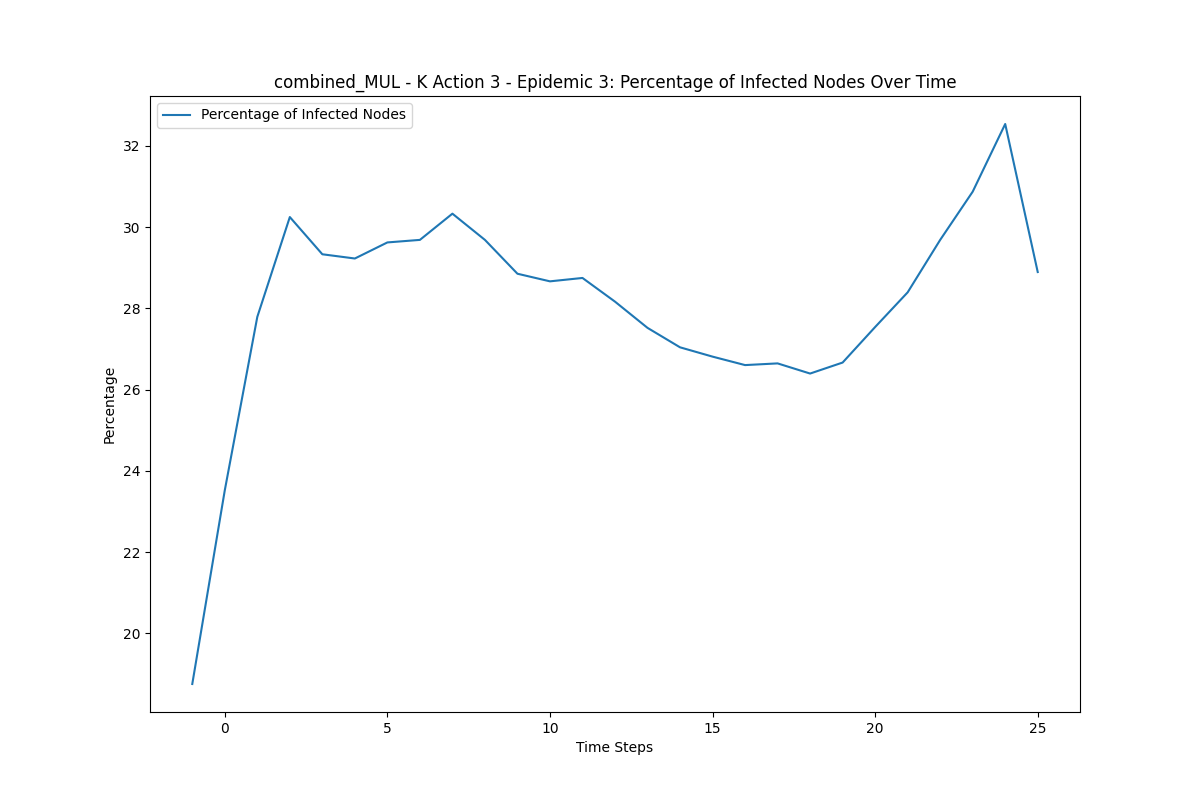 combined_MUL - K Action 3 - Epidemic 3: Percentage of Infected Nodes Over Time
Percentage of Infected Nodes
32
30
28
26
24
22
20
Percentage
0 5 10 15 20 25
Time Steps